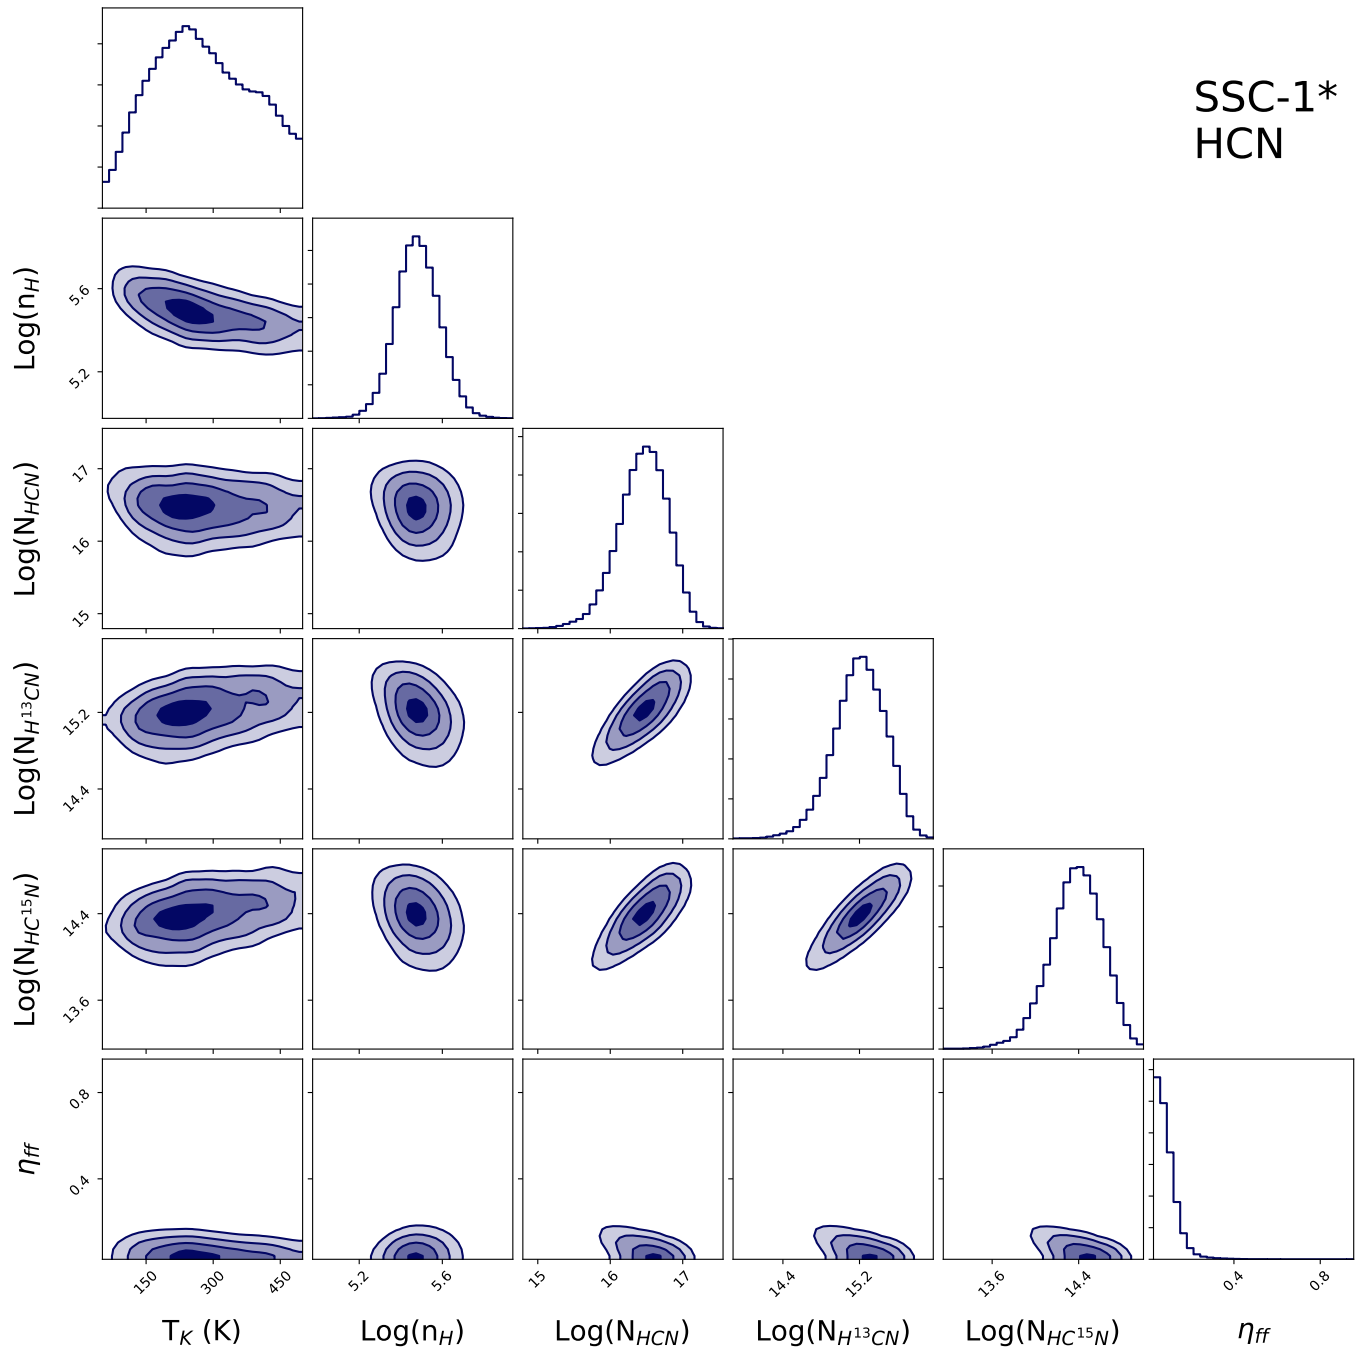 SSC-1*
HCN
Log(n_H)
5.6
5.2
Log(N_HCN)
17
16
15
Log(N_H¹³CN)
15.2
14.4
Log(N_HC¹⁵N)
14.4
13.6
η_ff
0.8
0.4
150 300 450 5.2 5.6 15 16 17 14.4 15.2 13.6 14.4 0.4 0.8
T_K (K) Log(n_H) Log(N_HCN) Log(N_H¹³CN) Log(N_HC¹⁵N) η_ff